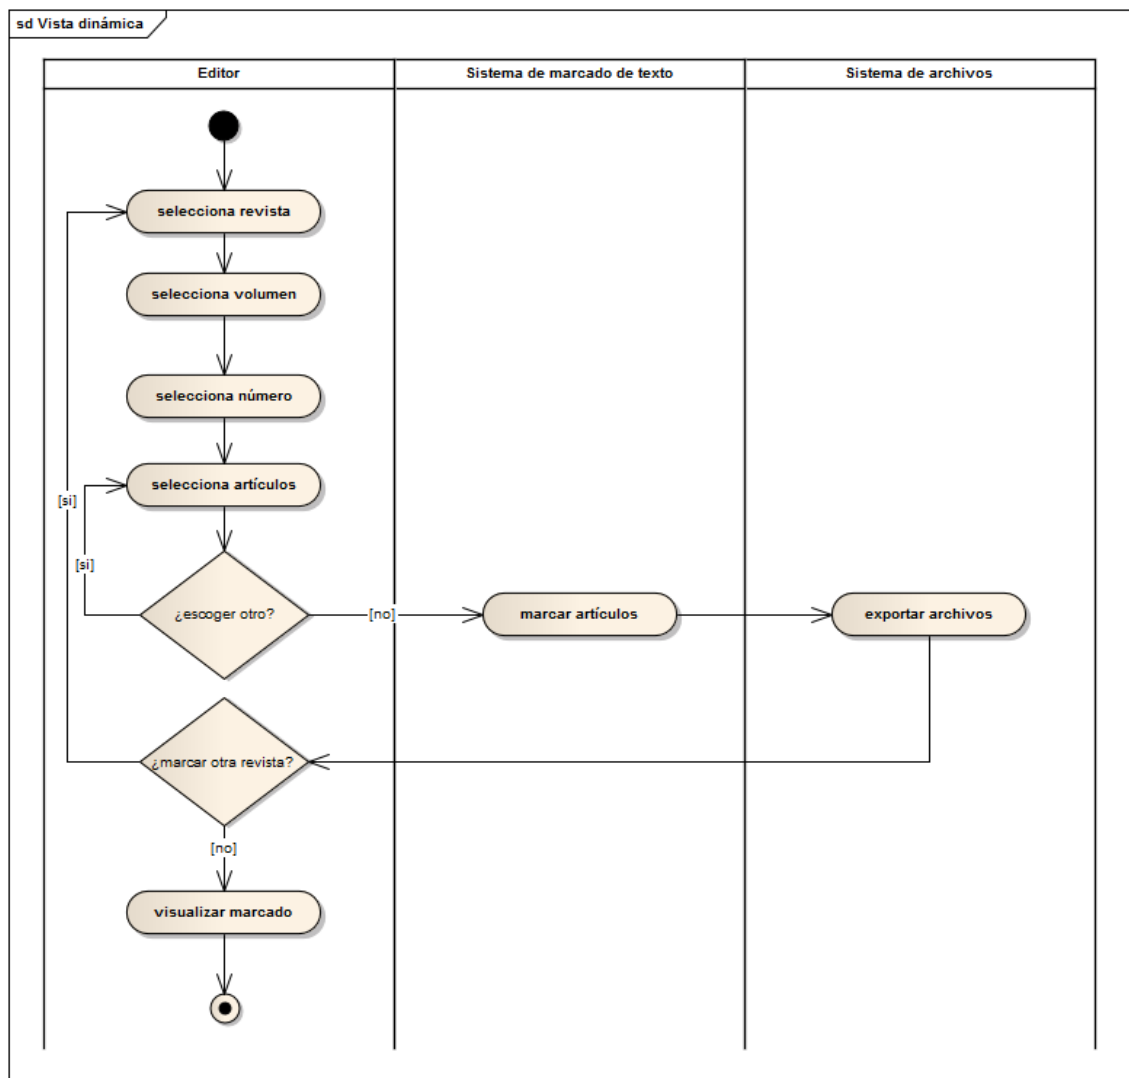 sd Vista dinámica
Editor
Sistema de marcado de texto
Sistema de archivos
selecciona revista
selecciona volumen
selecciona número
selecciona artículos
[si]
[si]
¿escoger otro?
[no]
marcar artículos
exportar archivos
¿marcar otra revista?
[no]
visualizar marcado